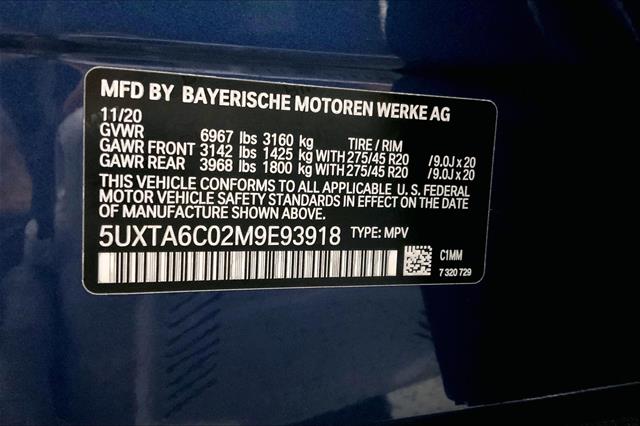 MFD BY BAYERISCHE MOTOREN WERKE AG
11/20
GVWR 6967 lbs 3160 kg TIRE / RIM
GAWR FRONT 3142 lbs 1425 kg WITH 275/45 R20 /9.0J x 20
GAWR REAR 3968 lbs 1800 kg WITH 275/45 R20 /9.0J x 20
THIS VEHICLE CONFORMS TO ALL APPLICABLE U.S. FEDERAL
MOTOR VEHICLE SAFETY STANDARDS IN EFFECT ON THE DATE
OF MANUFACTURE SHOWN ABOVE.
5UXTA6C02M9E93918 TYPE: MPV
C1MM
7 320 729